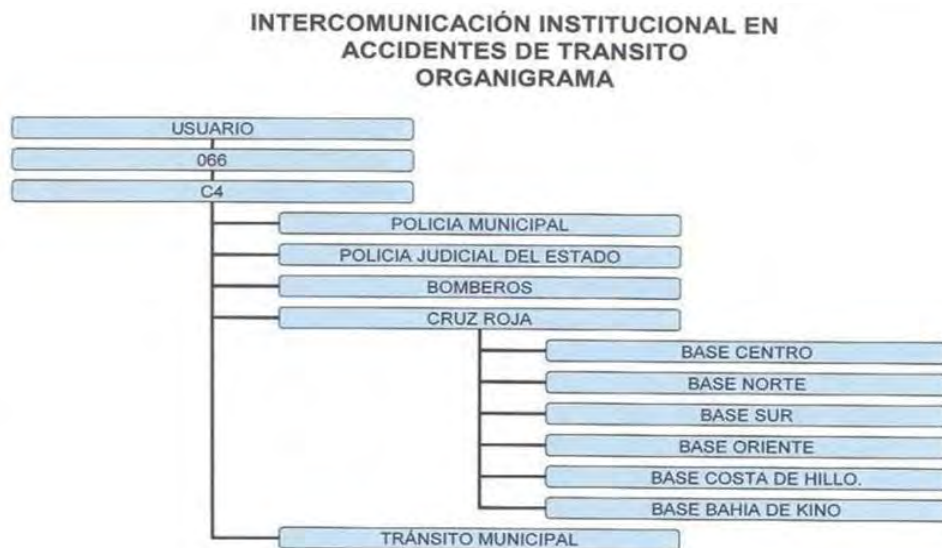 INTERCOMUNICACIÓN INSTITUCIONAL EN
ACCIDENTES DE TRANSITO
ORGANIGRAMA
USUARIO
066
C4
POLICIA MUNICIPAL
POLICIA JUDICIAL DEL ESTADO
BOMBEROS
CRUZ ROJA
BASE CENTRO
BASE NORTE
BASE SUR
BASE ORIENTE
BASE COSTA DE HILLO.
BASE BAHIA DE KINO
TRÁNSITO MUNICIPAL